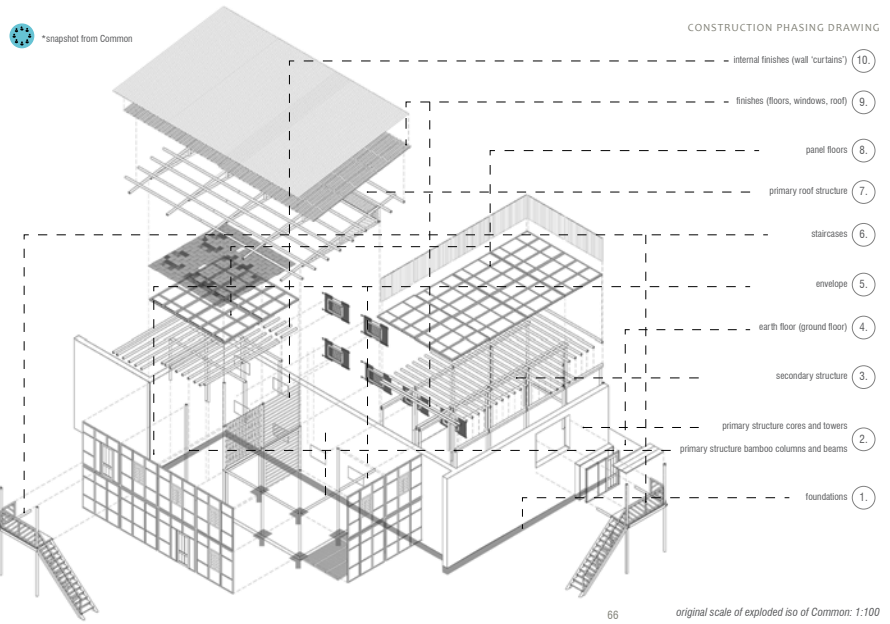 *snapshot from Common
CONSTRUCTION PHASING DRAWING
internal finishes (wall 'curtains') 10.
finishes (floors, windows, roof) 9.
panel floors 8.
primary roof structure 7.
staircases 6.
envelope 5.
earth floor (ground floor) 4.
secondary structure 3.
primary structure cores and towers
2.
primary structure bamboo columns and beams
foundations 1.
66
original scale of exploded iso of Common: 1:100